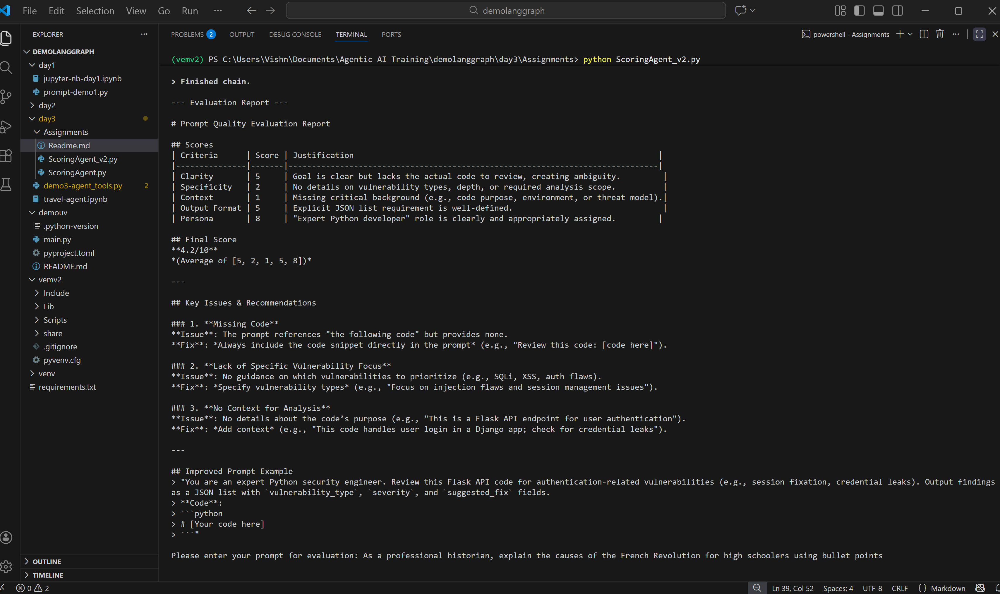 File Edit Selection View Go Run ··· demolanggraph
EXPLORER ···
DEMOLANGGRAPH
day1
jupyter-nb-day1.ipynb
prompt-demo1.py
day2
day3
Assignments
Readme.md
ScoringAgent_v2.py
ScoringAgent.py
demo3-agent_tools.py 2
travel-agent.ipynb
demouv
.python-version
main.py
pyproject.toml
README.md
vemv2
Include
Lib
Scripts
share
.gitignore
pyvenv.cfg
venv
requirements.txt
OUTLINE
TIMELINE
PROBLEMS 2 OUTPUT DEBUG CONSOLE TERMINAL PORTS powershell - Assignments
(vemv2) PS C:\Users\Vishn\Documents\Agentic AI Training\demolanggraph\day3\Assignments> python ScoringAgent_v2.py
> Finished chain.
--- Evaluation Report ---
# Prompt Quality Evaluation Report
## Scores
| Criteria | Score | Justification |
|---------------|-------|-------------------------------------------------------------------------------|
| Clarity | 5 | Goal is clear but lacks the actual code to review, creating ambiguity. |
| Specificity | 2 | No details on vulnerability types, depth, or required analysis scope. |
| Context | 1 | Missing critical background (e.g., code purpose, environment, or threat model).|
| Output Format | 5 | Explicit JSON list requirement is well-defined. |
| Persona | 8 | "Expert Python developer" role is clearly and appropriately assigned. |
## Final Score
**4.2/10**
*(Average of [5, 2, 1, 5, 8])*
---
## Key Issues & Recommendations
### 1. **Missing Code**
**Issue**: The prompt references "the following code" but provides none.
**Fix**: *Always include the code snippet directly in the prompt* (e.g., "Review this code: [code here]").
### 2. **Lack of Specific Vulnerability Focus**
**Issue**: No guidance on which vulnerabilities to prioritize (e.g., SQLi, XSS, auth flaws).
**Fix**: *Specify vulnerability types* (e.g., "Focus on injection flaws and session management issues").
### 3. **No Context for Analysis**
**Issue**: No details about the code’s purpose (e.g., "This is a Flask API endpoint for user authentication").
**Fix**: *Add context* (e.g., "This code handles user login in a Django app; check for credential leaks").
---
## Improved Prompt Example
> "You are an expert Python security engineer. Review this Flask API code for authentication-related vulnerabilities (e.g., session fixation, credential leaks). Output findings
as a JSON list with `vulnerability_type`, `severity`, and `suggested_fix` fields.
> **Code**:
> ```python
> # [Your code here]
> ```"
Please enter your prompt for evaluation: As a professional historian, explain the causes of the French Revolution for high schoolers using bullet points
0 2 Ln 39, Col 52 Spaces: 4 UTF-8 CRLF { } Markdown